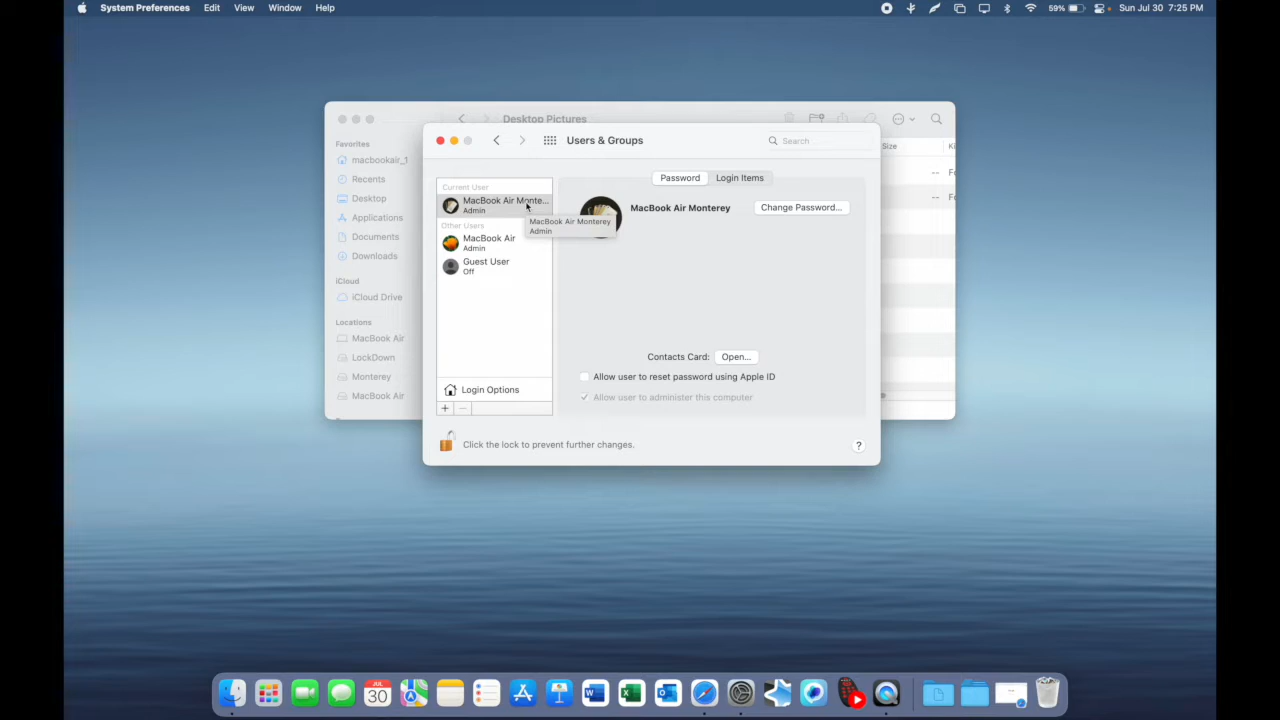 System Preferences Edit View Window Help
59% Sun Jul 30 7:25 PM
Desktop Pictures
Users & Groups
Search
Favorites
macbookair_1
Recents
Desktop
Applications
Documents
Downloads
iCloud
iCloud Drive
Locations
MacBook Air
LockDown
Monterey
MacBook Air
Size
Current User
MacBook Air Monte...
Admin
Other Users
MacBook Air
Admin
Guest User
Off
MacBook Air Monterey
Admin
Login Options
+ −
Password Login Items
MacBook Air Monterey
Change Password...
Contacts Card: Open...
Allow user to reset password using Apple ID
Allow user to administer this computer
Click the lock to prevent further changes.
?
JUL
30